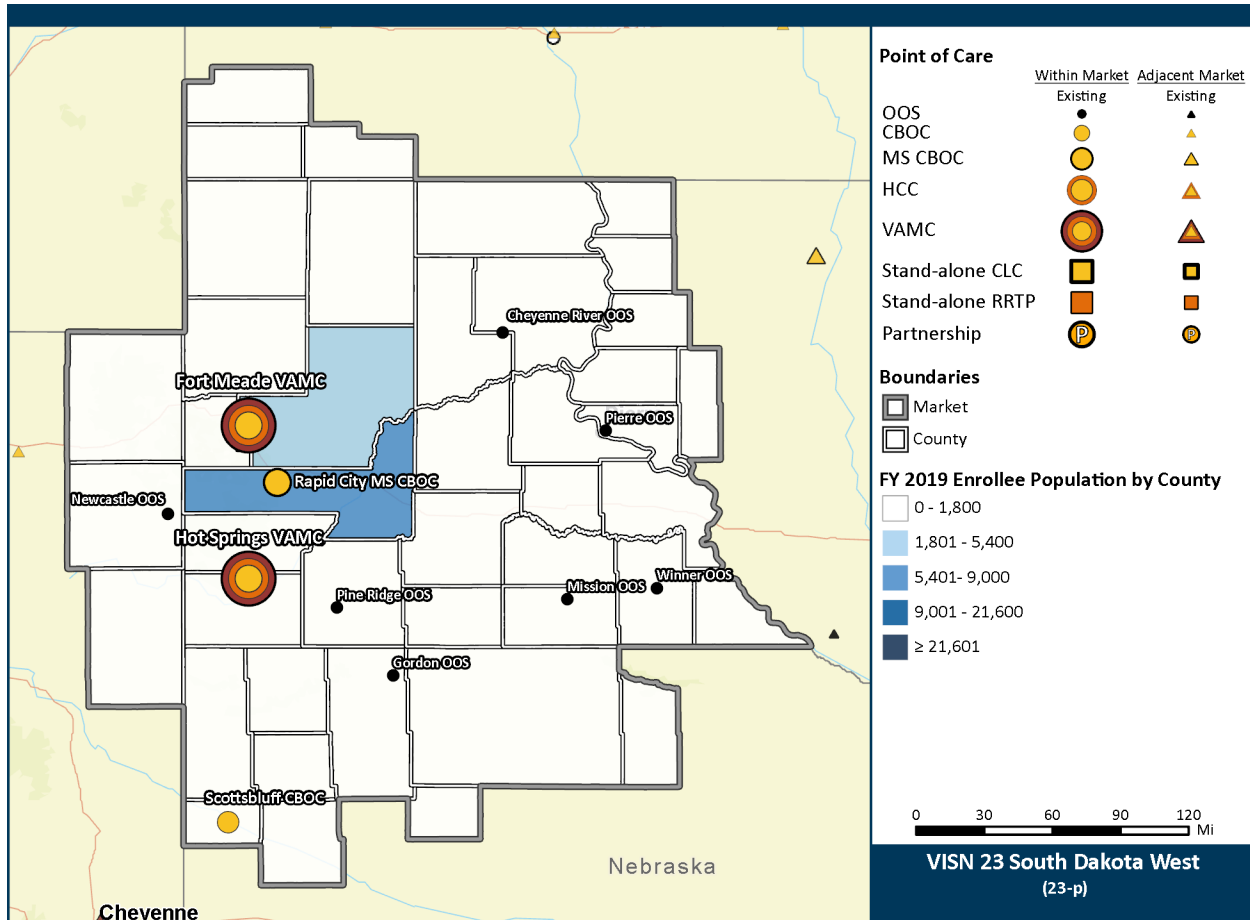 Fort Meade VAMC
Cheyenne River OOS
Pierre OOS
Rapid City MS CBOC
Newcastle OOS
Hot Springs VAMC
Pine Ridge OOS
Mission OOS
Winner OOS
Gordon OOS
Scottsbluff CBOC
Nebraska
Cheyenne
Point of Care
Within Market Adjacent Market
Existing Existing
OOS
CBOC
MS CBOC
HCC
VAMC
Stand-alone CLC
Stand-alone RRTP
Partnership
P P
Boundaries
Market
County
FY 2019 Enrollee Population by County
0 - 1,800
1,801 - 5,400
5,401- 9,000
9,001 - 21,600
≥ 21,601
0 30 60 90 120
Mi
VISN 23 South Dakota West
(23-p)